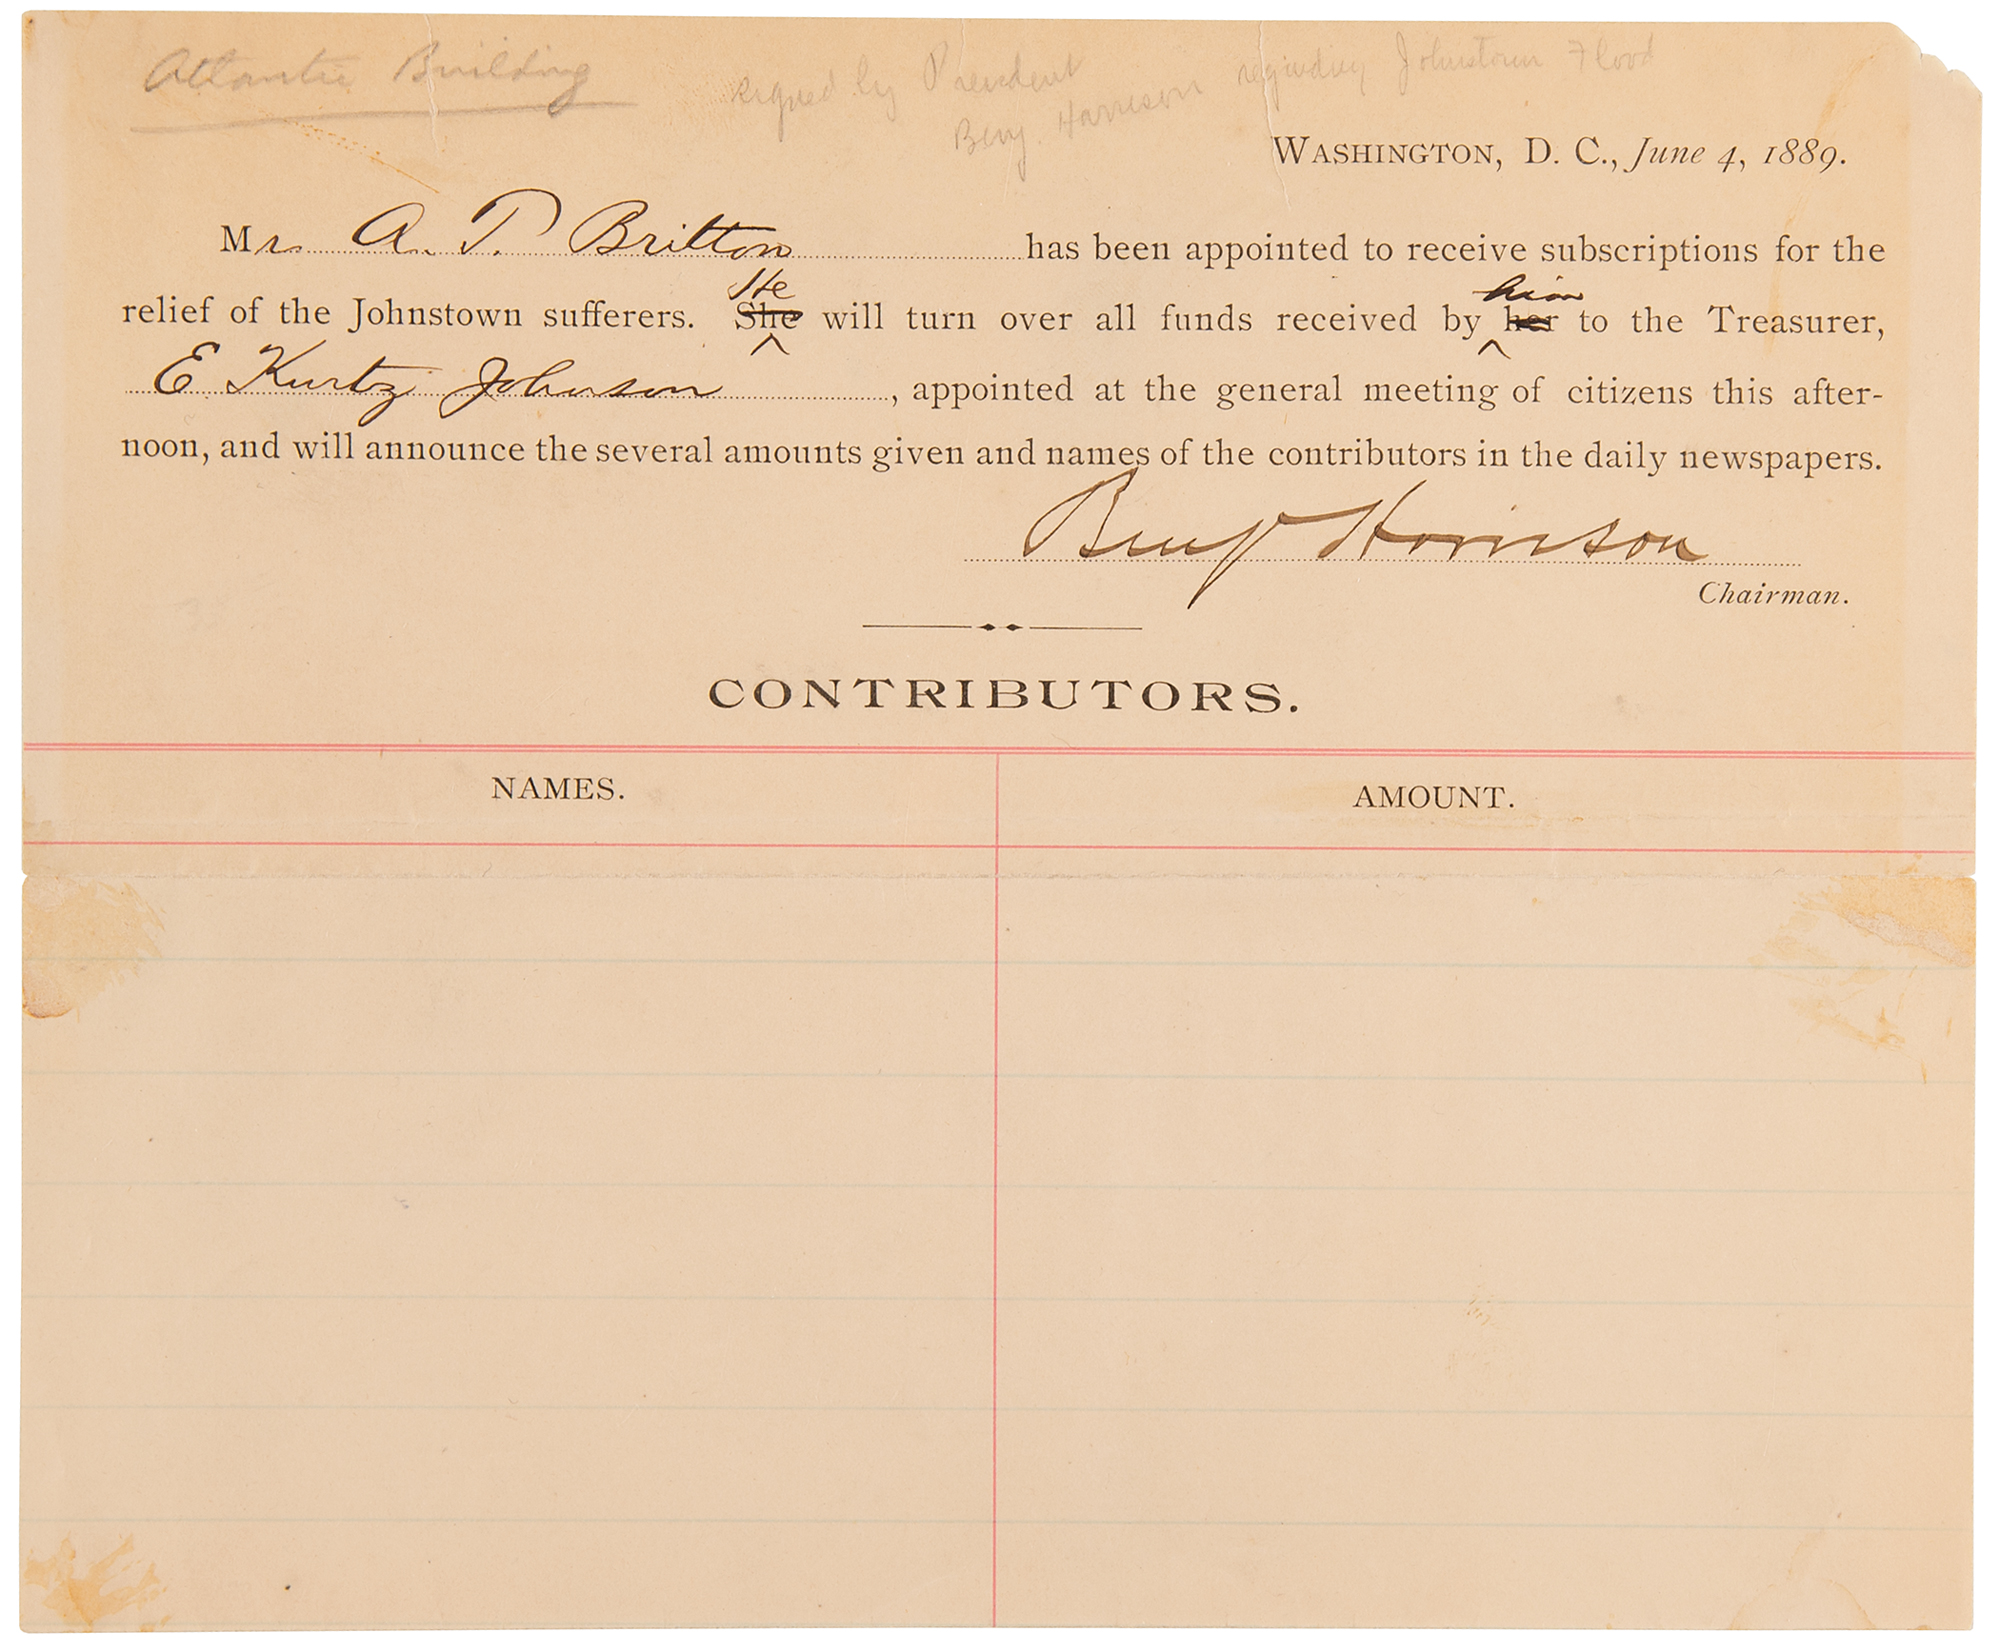 Atlantic Building
signed by President
Benj. Harrison regarding Johnstown Flood
WASHINGTON, D. C., June 4, 1889.
Mr. A. T. Britton has been appointed to receive subscriptions for the
He him
relief of the Johnstown sufferers. She will turn over all funds received by her to the Treasurer,
E Kurtz Johnson, appointed at the general meeting of citizens this after-
noon, and will announce the several amounts given and names of the contributors in the daily newspapers.
Benj Harrison
Chairman.
CONTRIBUTORS.
NAMES. AMOUNT.